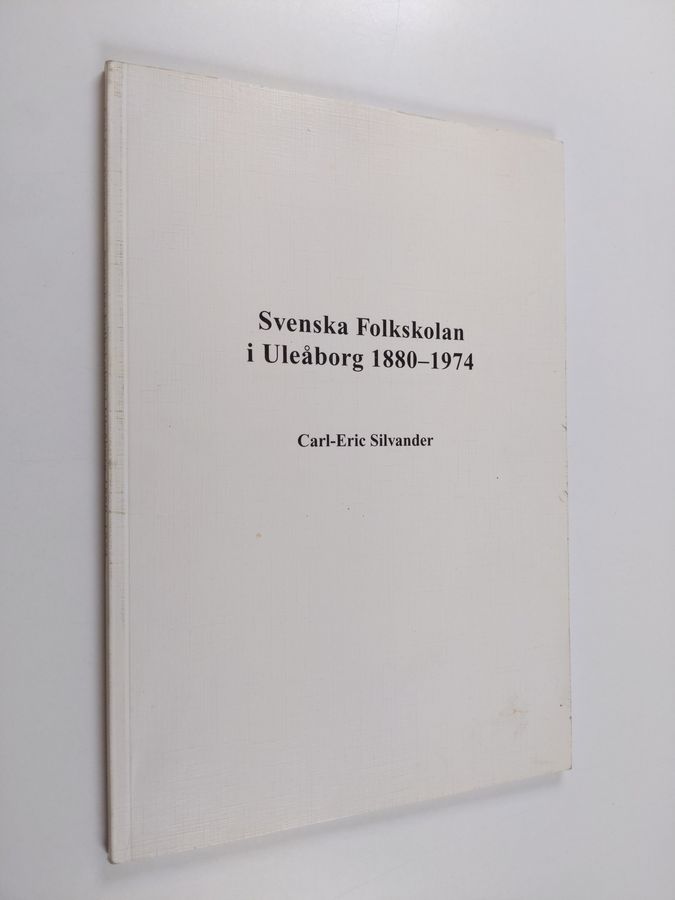 Svenska Folkskolan
i Uleåborg 1880–1974
Carl-Eric Silvander